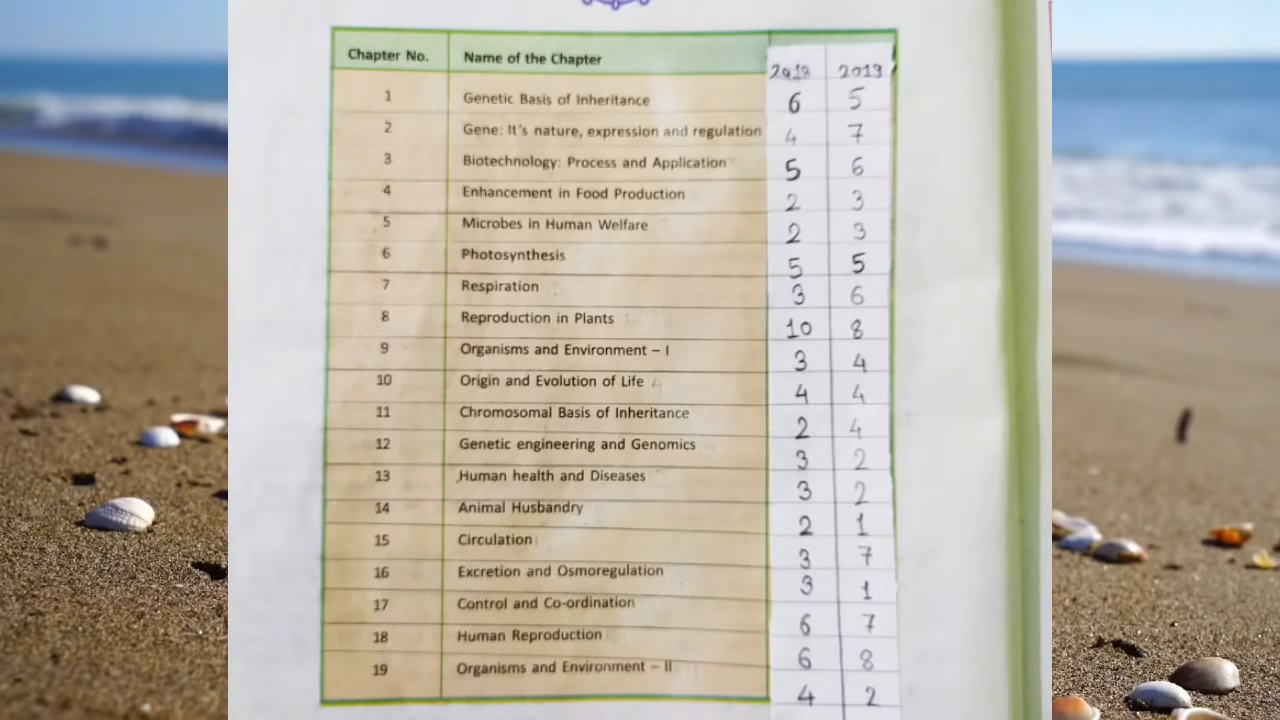 Chapter No. Name of the Chapter 2018 2019
1 Genetic Basis of Inheritance 6 5
2 Gene: It's nature, expression and regulation 4 7
3 Biotechnology: Process and Application 5 6
4 Enhancement in Food Production 2 3
5 Microbes in Human Welfare 2 3
6 Photosynthesis 5 5
7 Respiration 3 6
8 Reproduction in Plants 10 8
9 Organisms and Environment – I 3 4
10 Origin and Evolution of Life 4 4
11 Chromosomal Basis of Inheritance 2 4
12 Genetic engineering and Genomics 3 2
13 Human health and Diseases 3 2
14 Animal Husbandry 2 1
15 Circulation 3 7
16 Excretion and Osmoregulation 3 1
17 Control and Co-ordination 6 7
18 Human Reproduction 6 8
19 Organisms and Environment – II 4 2